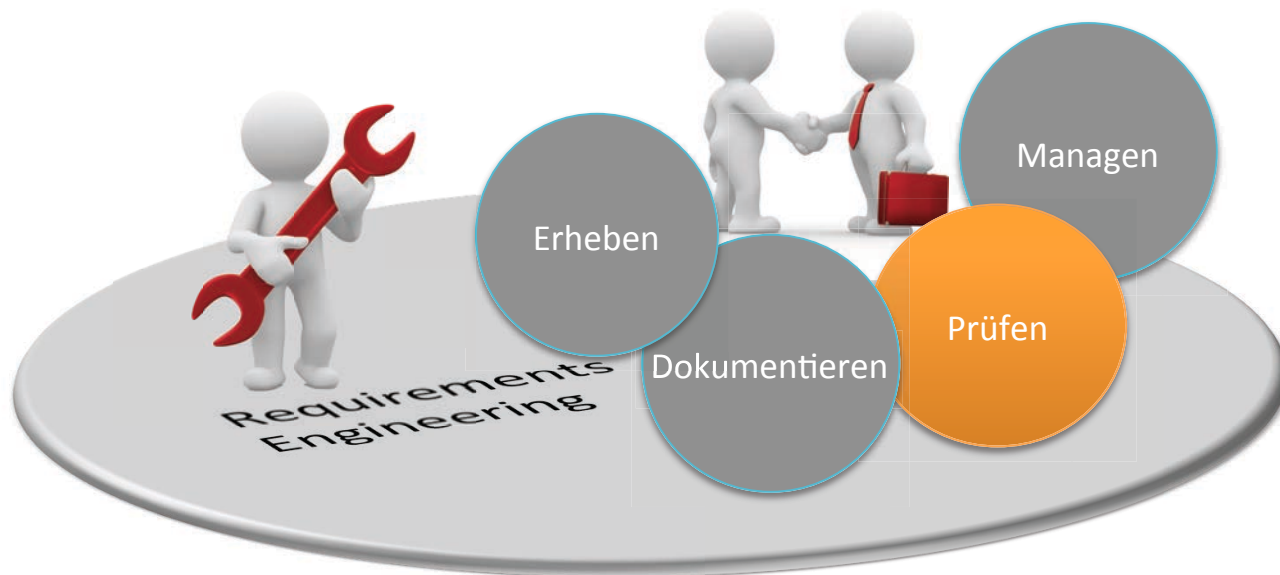 Managen
Erheben
Prüfen
Dokumentieren
Requirements
Engineering